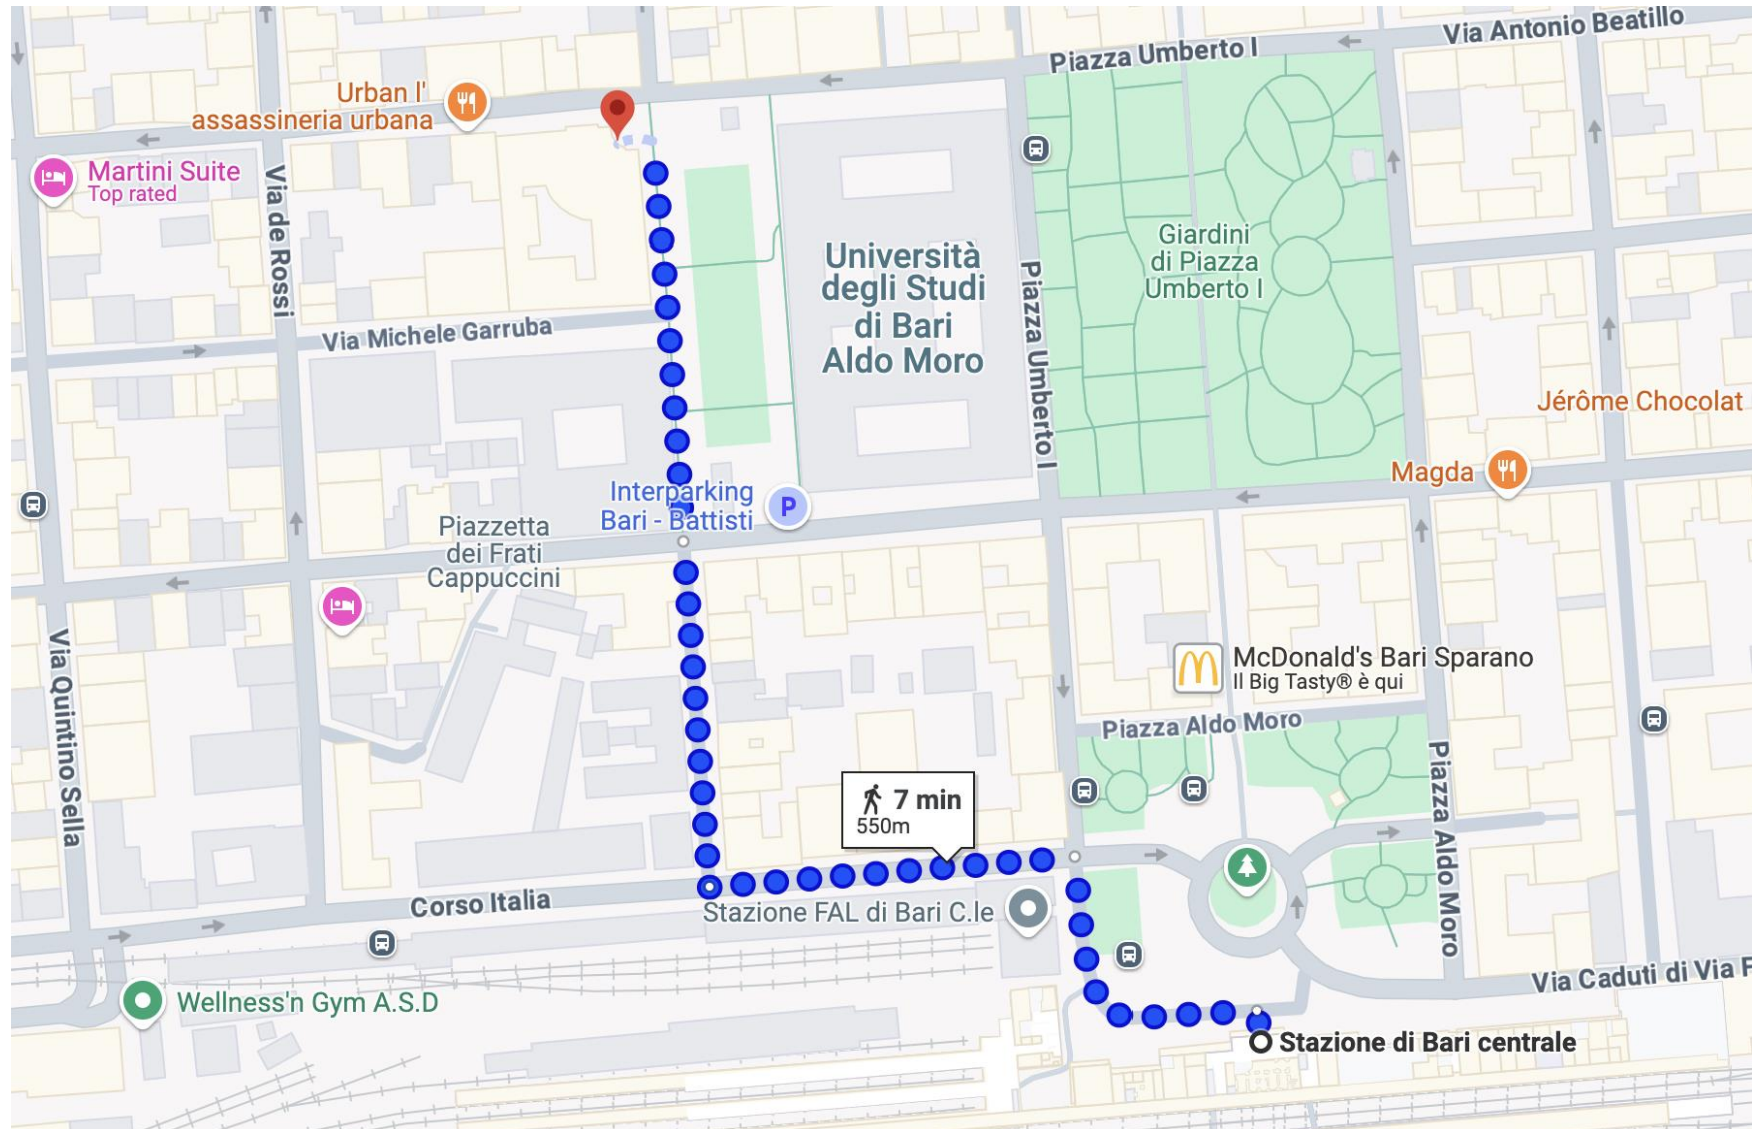 Piazza Umberto I
Via Antonio Beatillo
Urban l'
assassineria urbana
Martini Suite
Top rated
Via de Rossi
Università
degli Studi
di Bari
Aldo Moro
Giardini
di Piazza
Umberto I
Piazza Umberto I
Via Michele Garruba
Jérôme Chocolat
Magda
Interparking
Bari - Battisti
P
Piazzetta
dei Frati
Cappuccini
Via Quintino Sella
McDonald's Bari Sparano
Il Big Tasty® è qui
Piazza Aldo Moro
Piazza Aldo Moro
7 min
550m
Corso Italia
Stazione FAL di Bari C.le
Via Caduti di Via F
Wellness'n Gym A.S.D
Stazione di Bari centrale